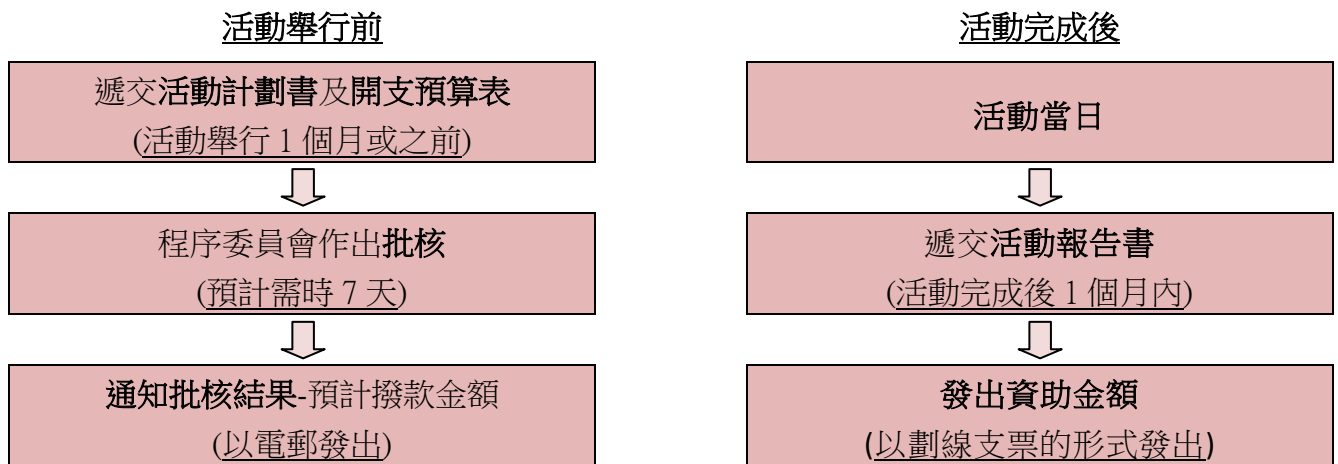 活動舉行前
遞交活動計劃書及開支預算表
(活動舉行 1 個月或之前)
程序委員會作出批核
(預計需時 7 天)
通知批核結果-預計撥款金額
(以電郵發出)
活動完成後
活動當日
遞交活動報告書
(活動完成後 1 個月內)
發出資助金額
(以劃線支票的形式發出)